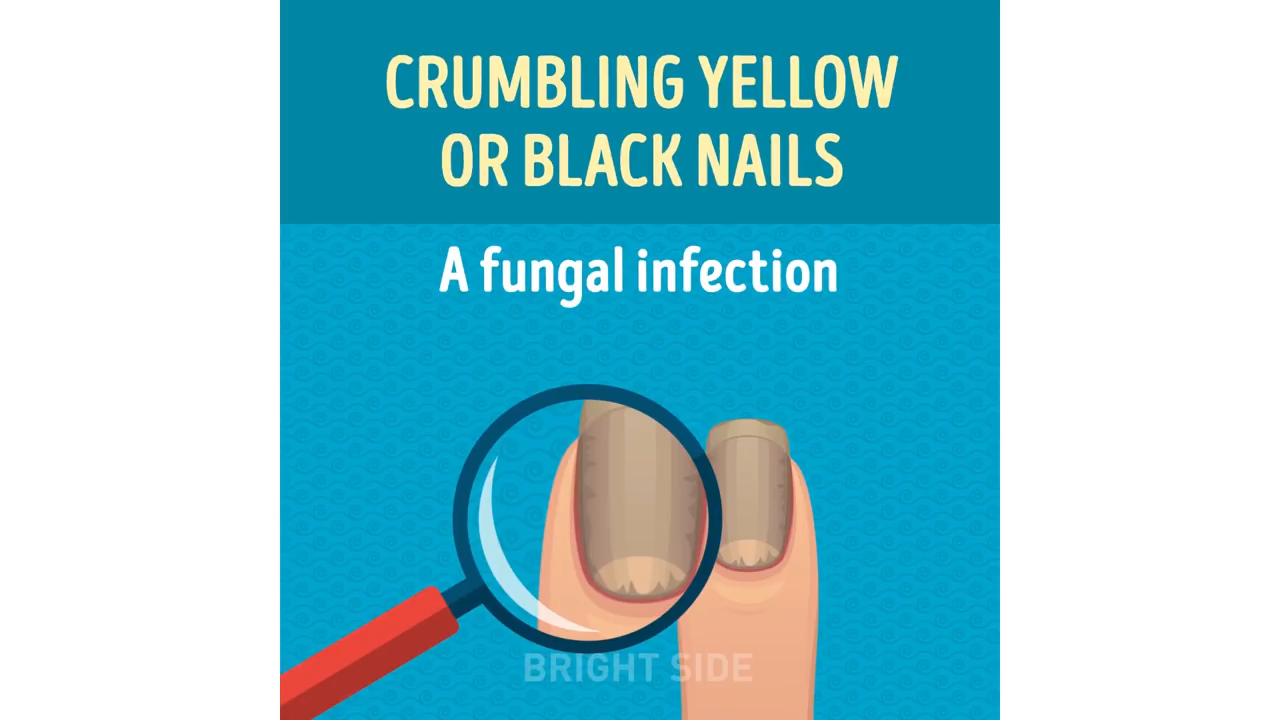 CRUMBLING YELLOW
OR BLACK NAILS
A fungal infection
BRIGHT SIDE